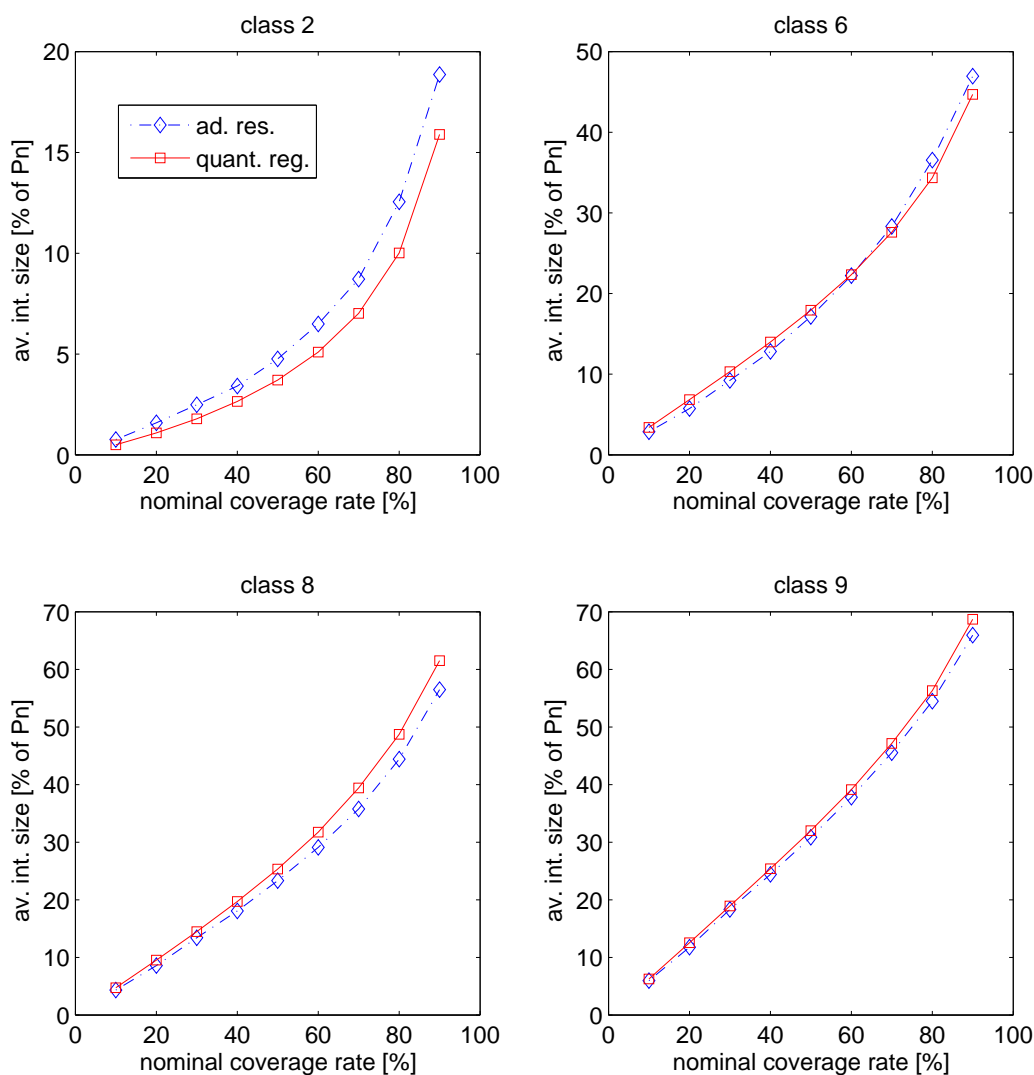 class 2
20
15
10
5
0
av. int. size [% of Pn]
ad. res.
quant. reg.
0 20 40 60 80 100
nominal coverage rate [%]
class 6
50
40
30
20
10
0
av. int. size [% of Pn]
0 20 40 60 80 100
nominal coverage rate [%]
class 8
70
60
50
40
30
20
10
0
av. int. size [% of Pn]
0 20 40 60 80 100
nominal coverage rate [%]
class 9
70
60
50
40
30
20
10
0
av. int. size [% of Pn]
0 20 40 60 80 100
nominal coverage rate [%]